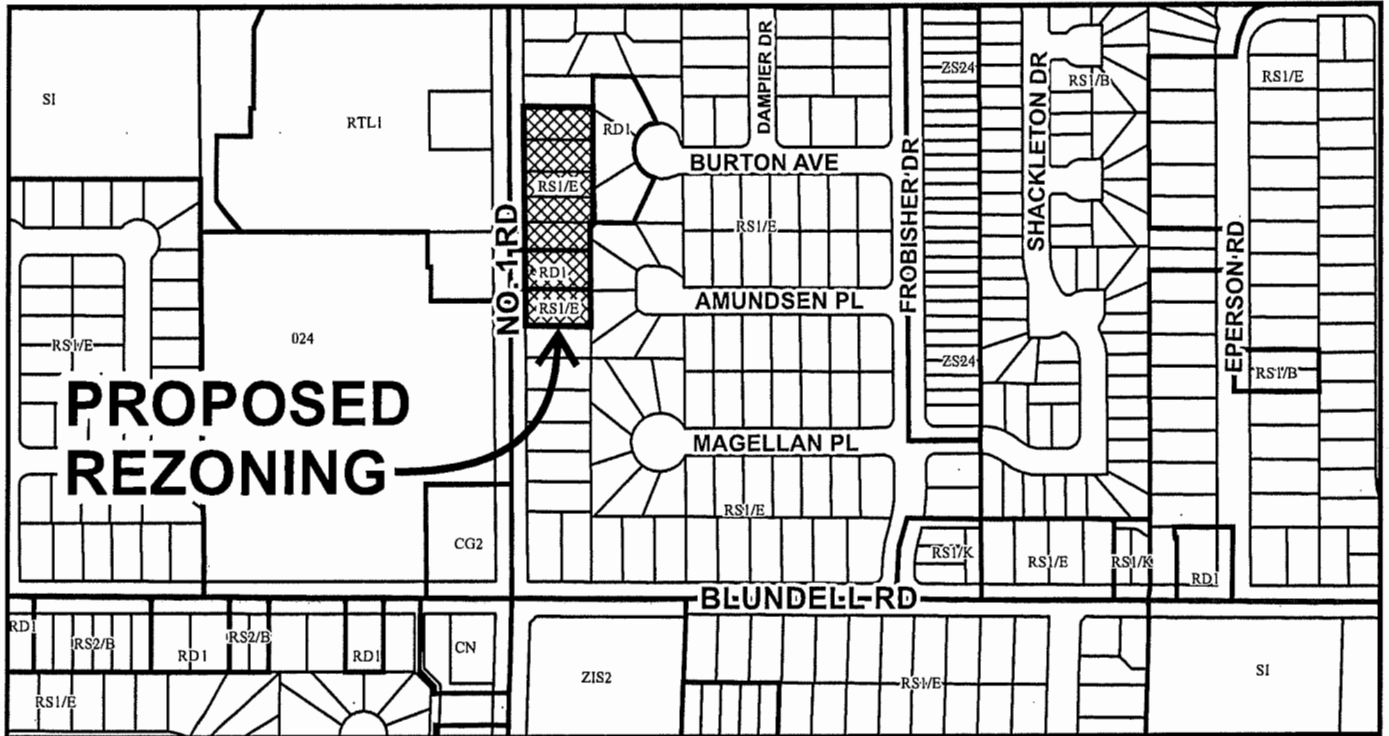 SI
RTL1
RD1
DAMPIER DR
ZS24
SHACKLETON DR
RS1/B
RS1/E
BURTON AVE
RS1/E
NO. 1 RD
RS1/E
FROBISHER DR
EPERSON RD
RD1
AMUNDSEN PL
RS1/E
RS1/E
024
ZS24
RS1/B
PROPOSED
REZONING
MAGELLAN PL
RS1/E
CG2
RS1/K
RS1/E
RS1/K
RD1
BLUNDELL RD
RD1
RS2/B
RD1
RS2/B
RD1
CN
ZIS2
RS1/E
SI
RS1/E